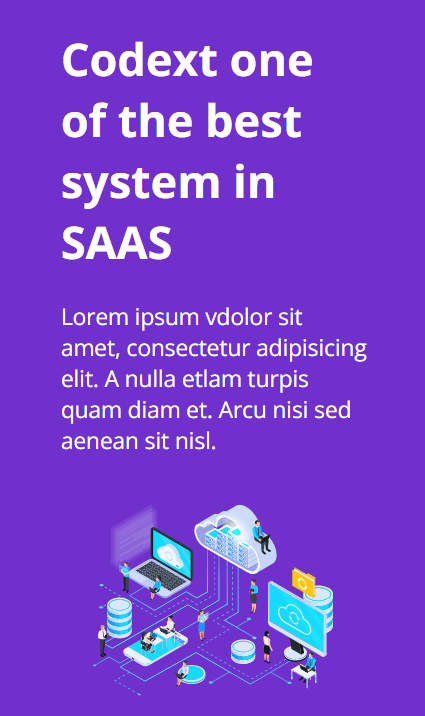 Codext one
of the best
system in
SAAS
Lorem ipsum vdolor sit
amet, consectetur adipisicing
elit. A nulla etlam turpis
quam diam et. Arcu nisi sed
aenean sit nisl.